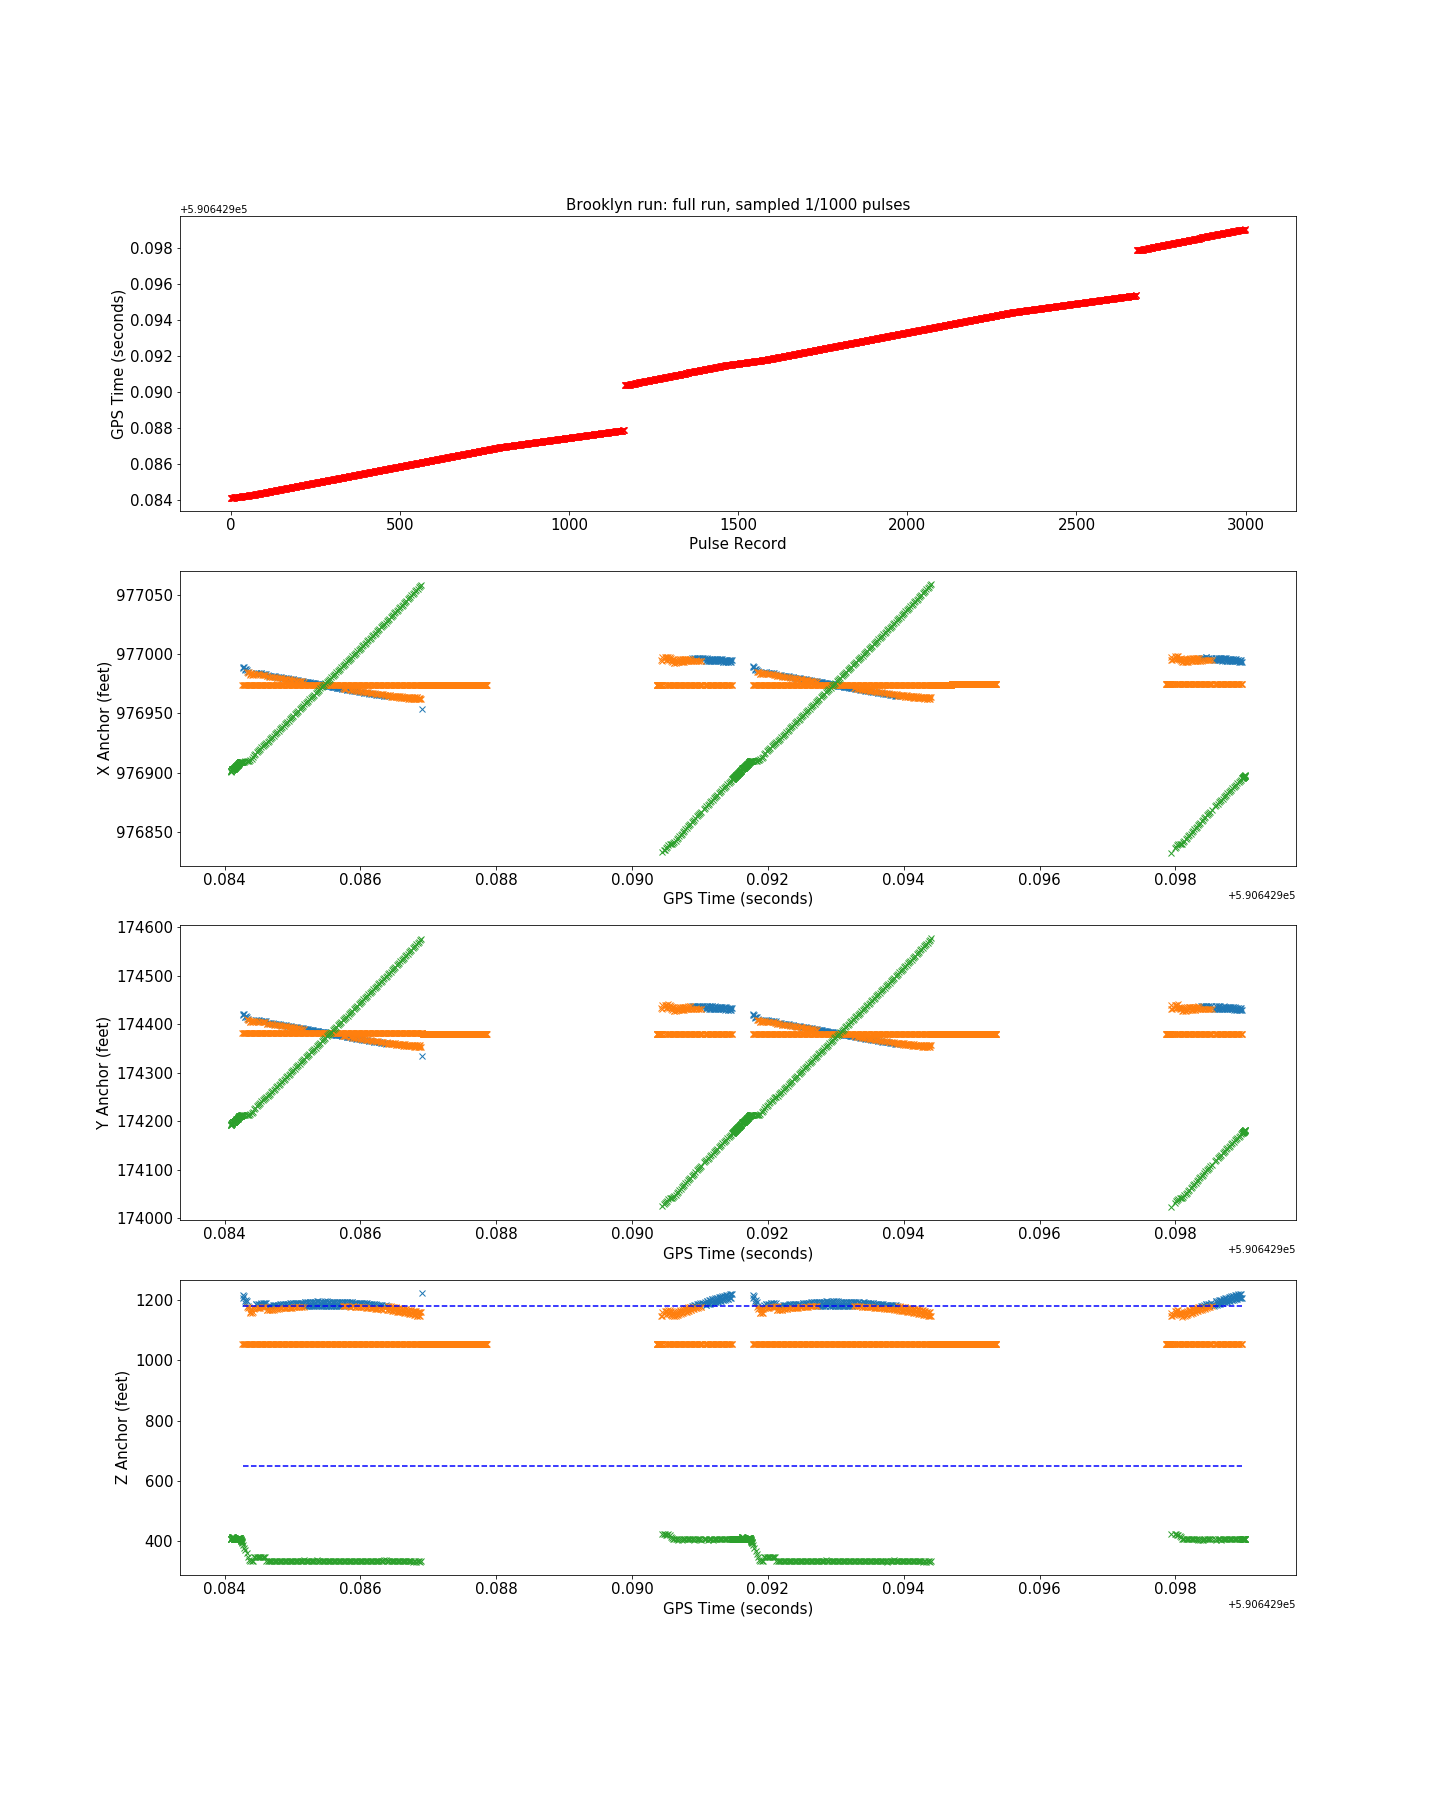 Brooklyn run: full run, sampled 1/1000 pulses
+5.906429e5
0.098
0.096
0.094
0.092
0.090
0.088
0.086
0.084
GPS Time (seconds)
0 500 1000 1500 2000 2500 3000
Pulse Record
977050
977000
976950
976900
976850
X Anchor (feet)
0.084 0.086 0.088 0.090 0.092 0.094 0.096 0.098
GPS Time (seconds)
+5.906429e5
174600
174500
174400
174300
174200
174100
174000
Y Anchor (feet)
0.084 0.086 0.088 0.090 0.092 0.094 0.096 0.098
GPS Time (seconds)
+5.906429e5
1200
1000
800
600
400
Z Anchor (feet)
0.084 0.086 0.088 0.090 0.092 0.094 0.096 0.098
GPS Time (seconds)
+5.906429e5